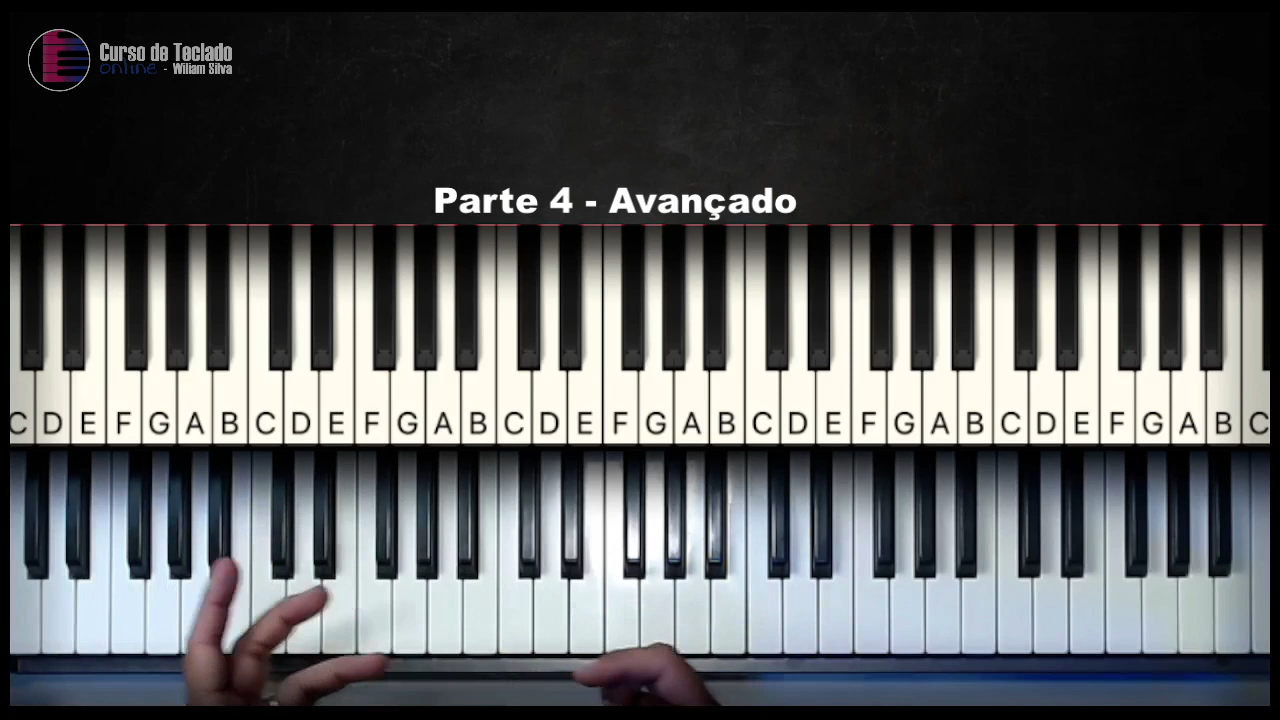 Curso de Teclado
online - Wiliam Silva
Parte 4 - Avançado
C D E F G A B C D E F G A B C D E F G A B C D E F G A B C D E F G A B C